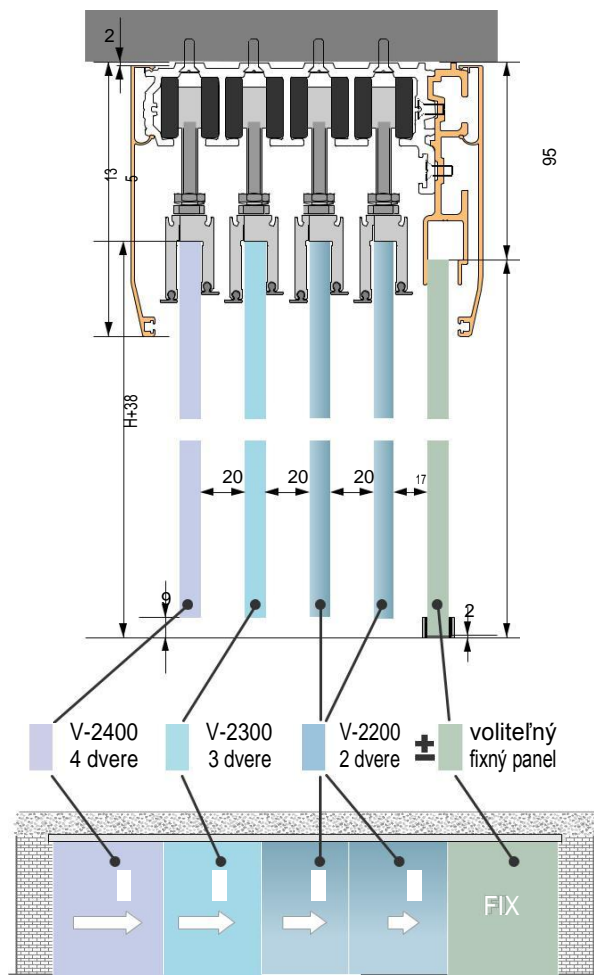 2
13
5
95
H+38
20
20
20
17
9
2
V-2400
4 dvere
V-2300
3 dvere
V-2200
2 dvere
±
voliteľný
fixný panel
FIX